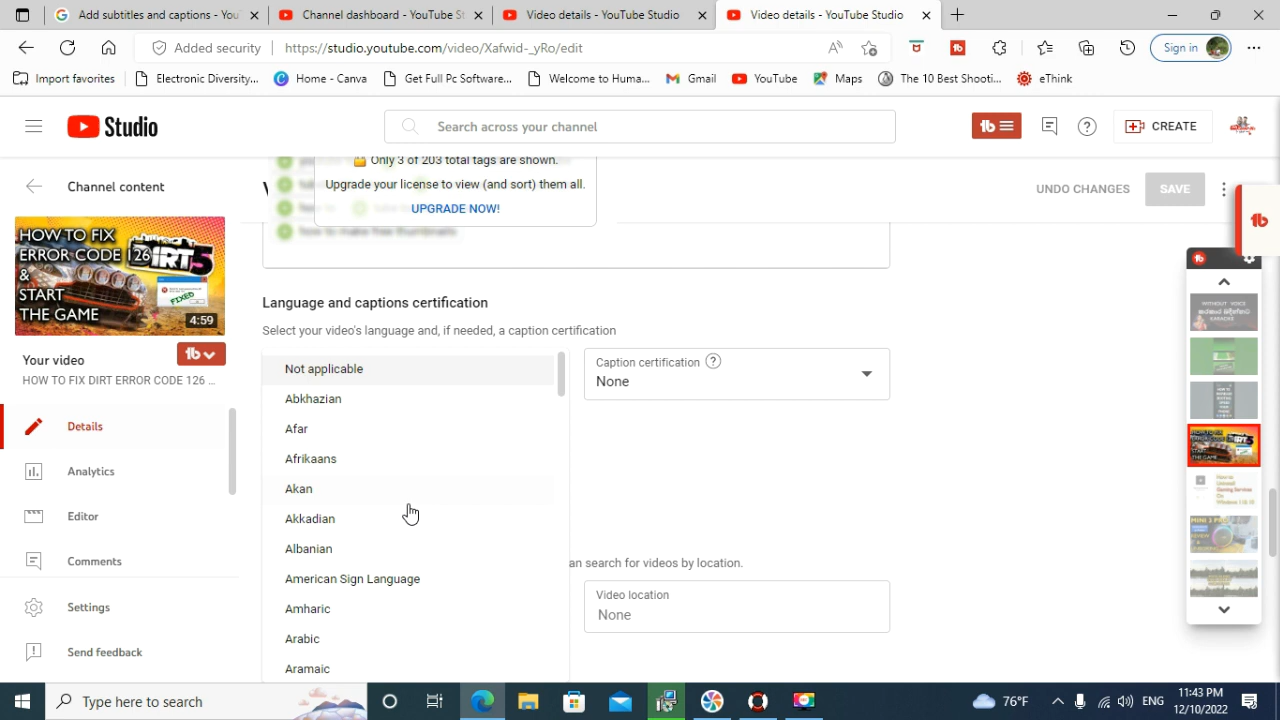 Add subtitles and captions - You
Channel dashboard - YouTube St
Video details - YouTube Studio
Video details - YouTube Studio
Added security
https://studio.youtube.com/video/Xafwid-_yRo/edit
Sign in
Import favorites
Electronic Diversity,...
Home - Canva
Get Full Pc Software...
Welcome to Huma...
Gmail
YouTube
Maps
The 10 Best Shooti...
eThink
Studio
Search across your channel
CREATE
Channel content
Only 3 of 203 total tags are shown.
Upgrade your license to view (and sort) them all.
UPGRADE NOW!
UNDO CHANGES
SAVE
how to make free thumbnails
HOW TO FIX
ERROR CODE 126
&
START
THE GAME
DIRT 5
FIXED
4:59
Your video
HOW TO FIX DIRT ERROR CODE 126 ...
Details
Analytics
Editor
Comments
Settings
Send feedback
Language and captions certification
Select your video's language and, if needed, a caption certification
Not applicable
Abkhazian
Afar
Afrikaans
Akan
Akkadian
Albanian
American Sign Language
Amharic
Arabic
Aramaic
Caption certification
None
an search for videos by location.
Video location
None
Type here to search
76°F
ENG
11:43 PM
12/10/2022